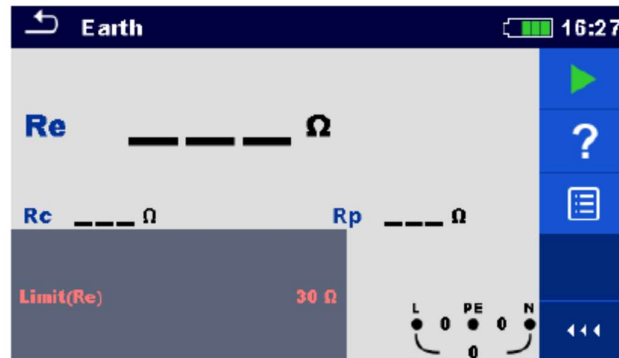 Earth 16:27
Re ___ Ω
?
Rc ___ Ω Rp ___ Ω
Limit(Re) 30 Ω
L PE N
0 0
0